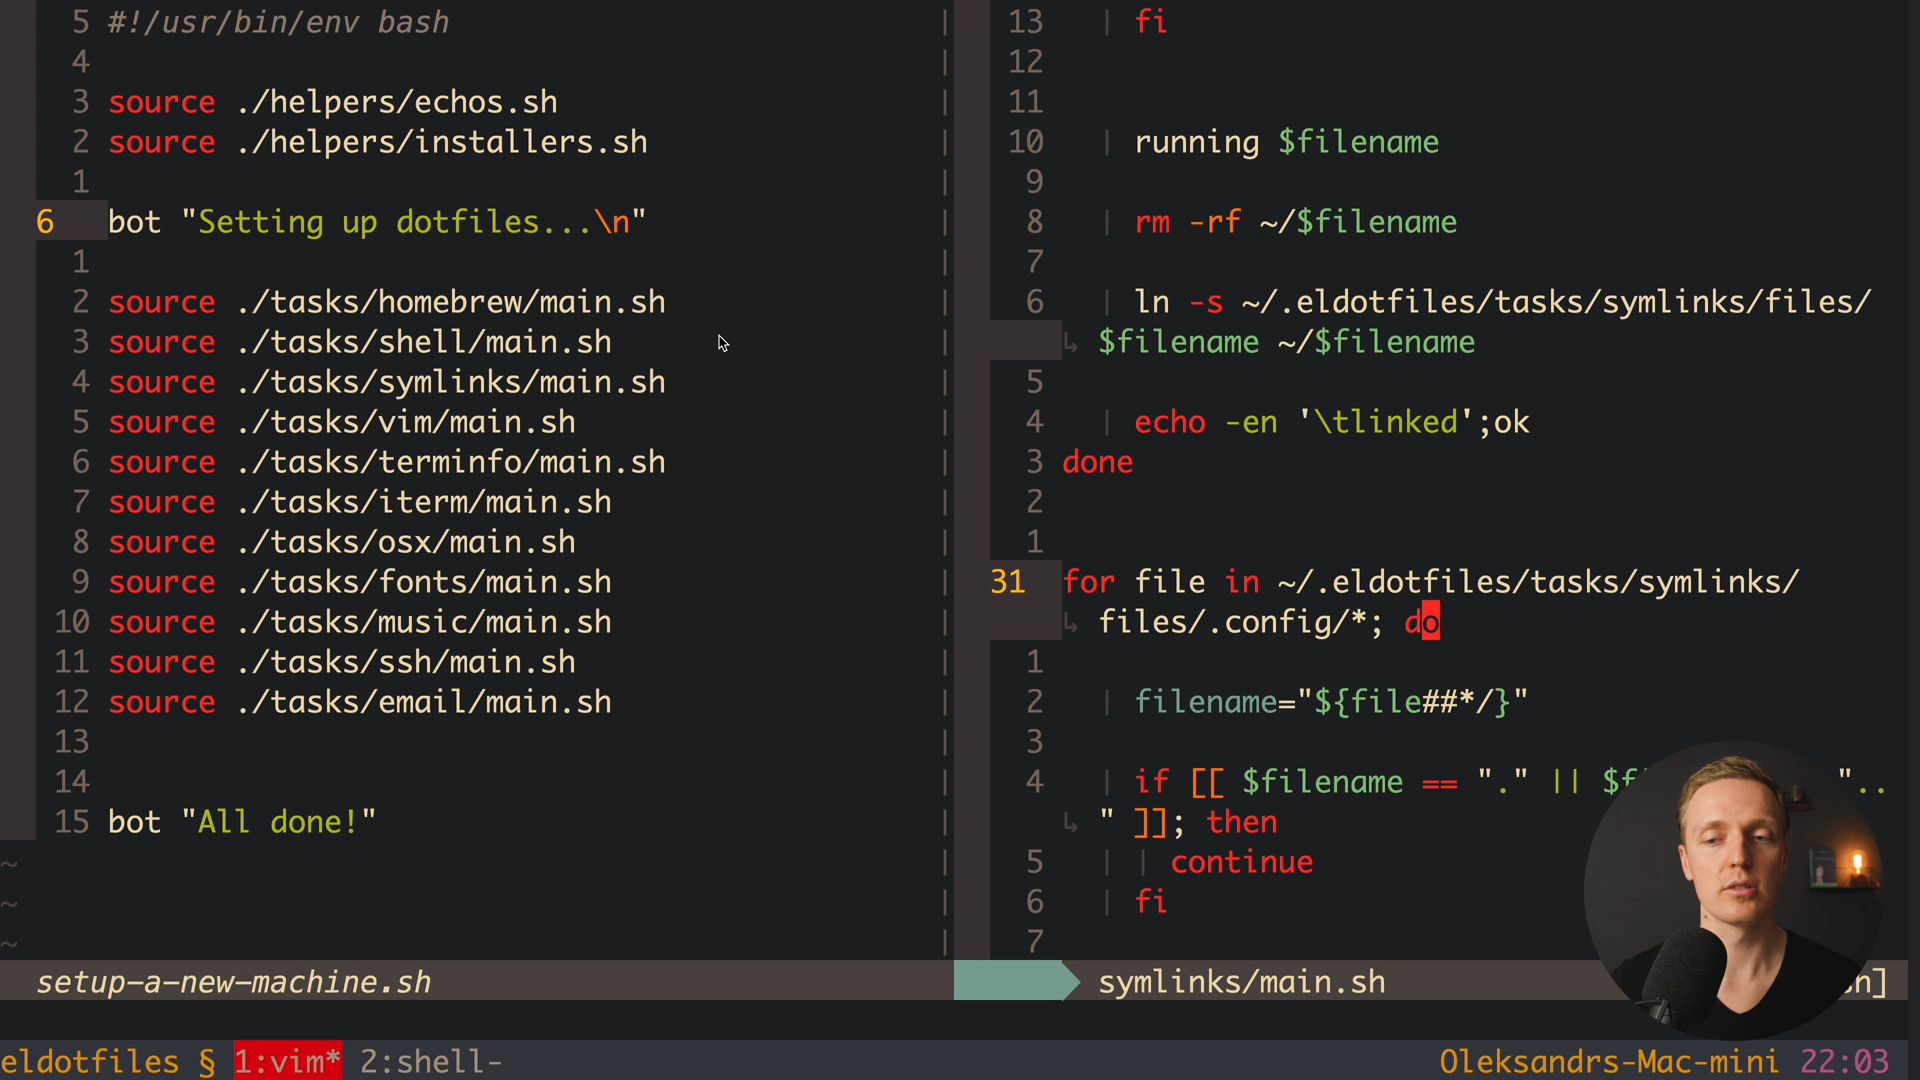 5 #!/usr/bin/env bash
4
3 source ./helpers/echos.sh
2 source ./helpers/installers.sh
1
6 bot "Setting up dotfiles...\n"
1
2 source ./tasks/homebrew/main.sh
3 source ./tasks/shell/main.sh
4 source ./tasks/symlinks/main.sh
5 source ./tasks/vim/main.sh
6 source ./tasks/terminfo/main.sh
7 source ./tasks/iterm/main.sh
8 source ./tasks/osx/main.sh
9 source ./tasks/fonts/main.sh
10 source ./tasks/music/main.sh
11 source ./tasks/ssh/main.sh
12 source ./tasks/email/main.sh
13
14
15 bot "All done!"
~
~
~
setup-a-new-machine.sh
13 | fi
12
11
10 | running $filename
9
8 | rm -rf ~/$filename
7
6 | ln -s ~/.eldotfiles/tasks/symlinks/files/
↳ $filename ~/$filename
5
4 | echo -en '\tlinked';ok
3 done
2
1
31 for file in ~/.eldotfiles/tasks/symlinks/
↳ files/.config/*; do
1
2 | filename="${file##*/}"
3
4 | if [[ $filename == "." || $f "..
↳ " ]]; then
5 | | continue
6 | fi
7
symlinks/main.sh h]
eldotfiles § 1:vim* 2:shell- Oleksandrs-Mac-mini 22:03